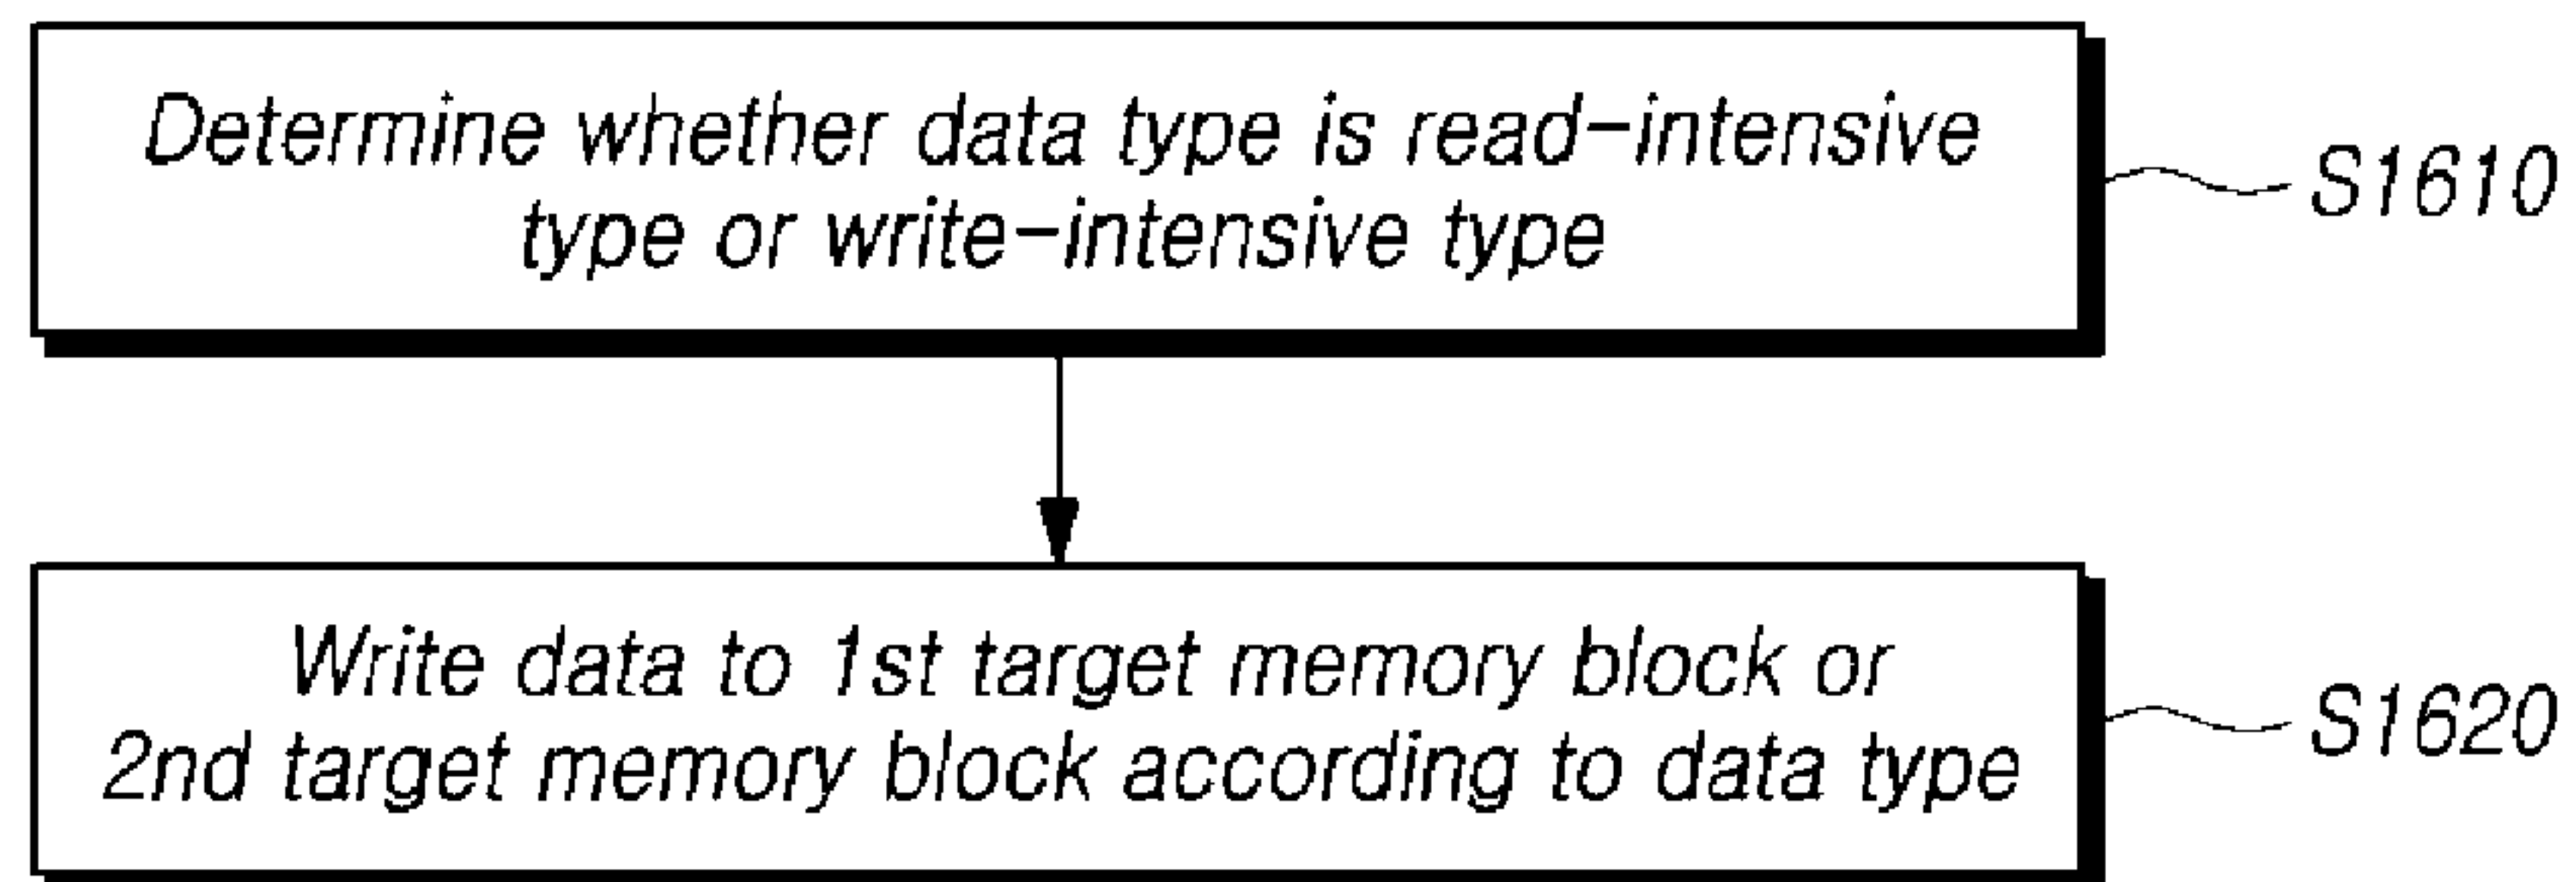 Determine whether data type is read-intensive
type or write-intensive type
S1610
Write data to 1st target memory block or
2nd target memory block according to data type
S1620